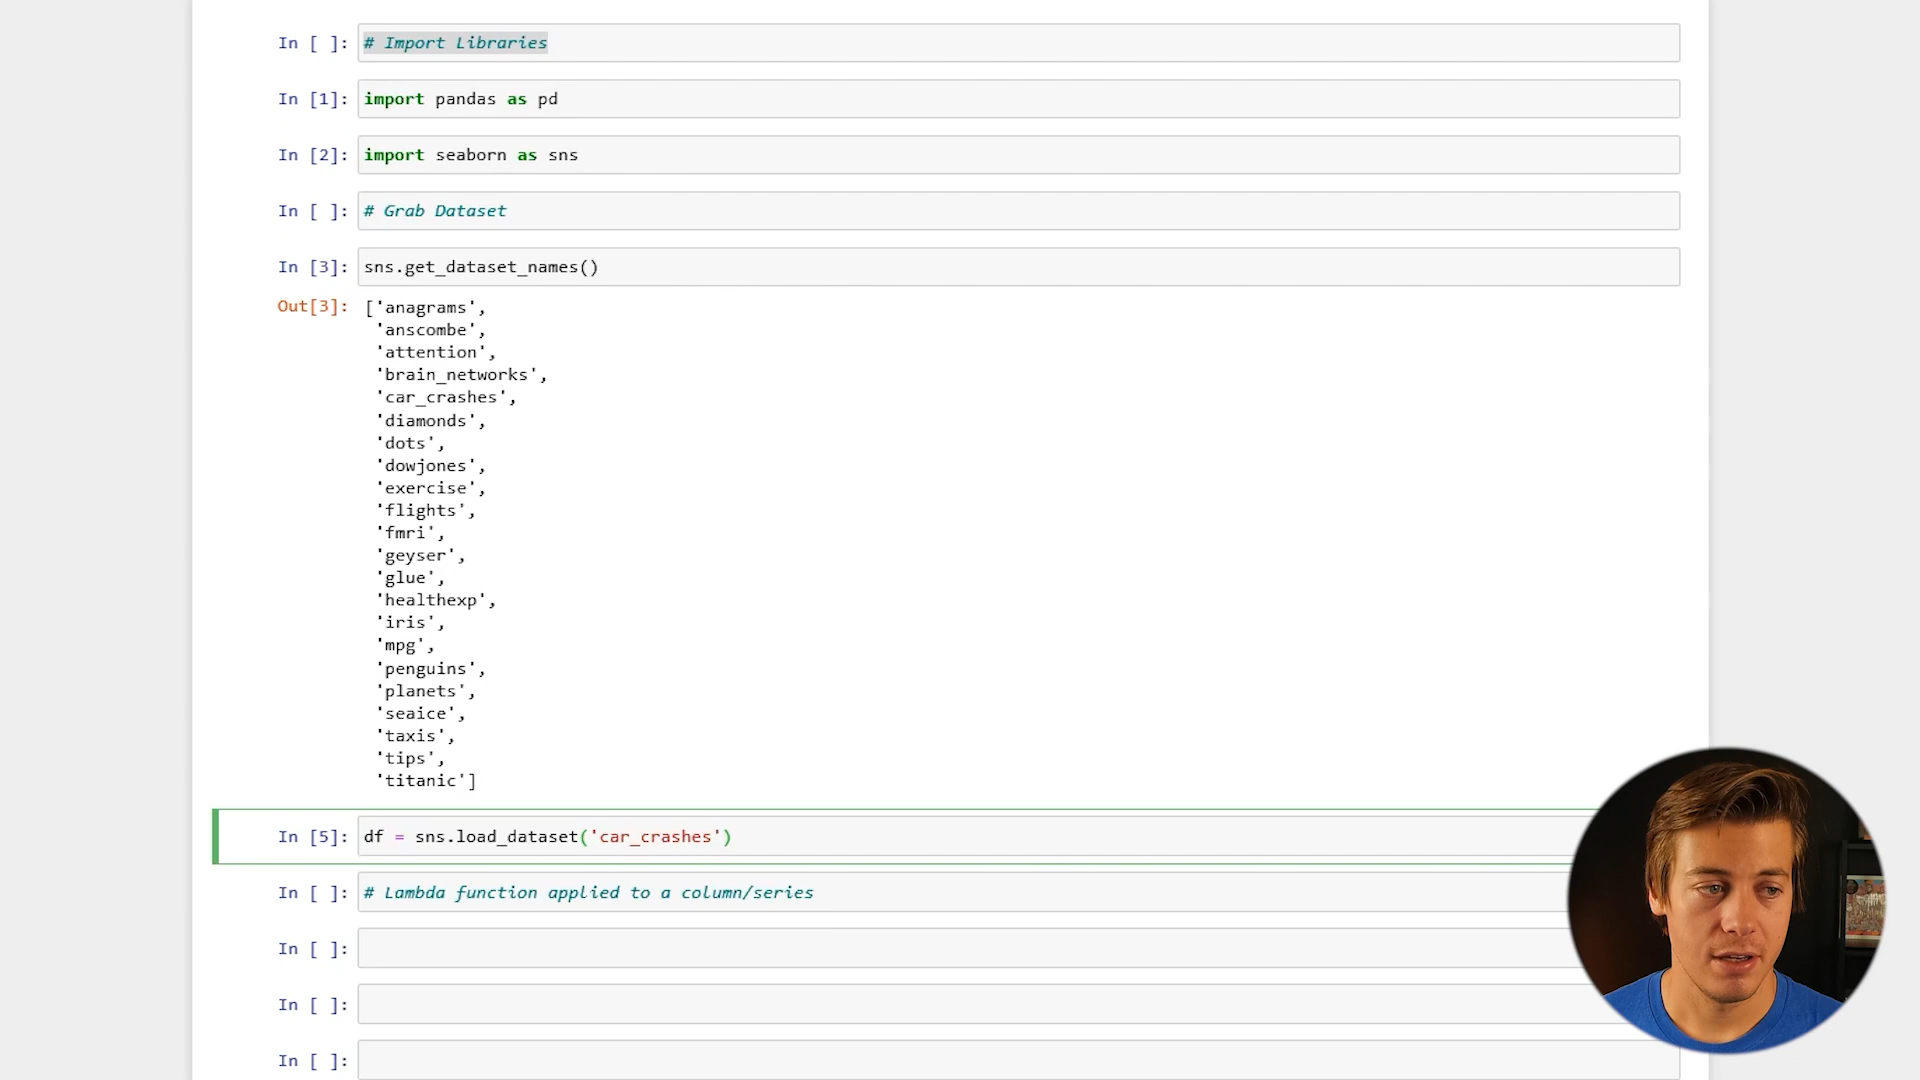 In [ ]: # Import Libraries
In [1]: import pandas as pd
In [2]: import seaborn as sns
In [ ]: # Grab Dataset
In [3]: sns.get_dataset_names()
Out[3]: ['anagrams',
'anscombe',
'attention',
'brain_networks',
'car_crashes',
'diamonds',
'dots',
'dowjones',
'exercise',
'flights',
'fmri',
'geyser',
'glue',
'healthexp',
'iris',
'mpg',
'penguins',
'planets',
'seaice',
'taxis',
'tips',
'titanic']
In [5]: df = sns.load_dataset('car_crashes')
In [ ]: # Lambda function applied to a column/series
In [ ]:
In [ ]:
In [ ]: